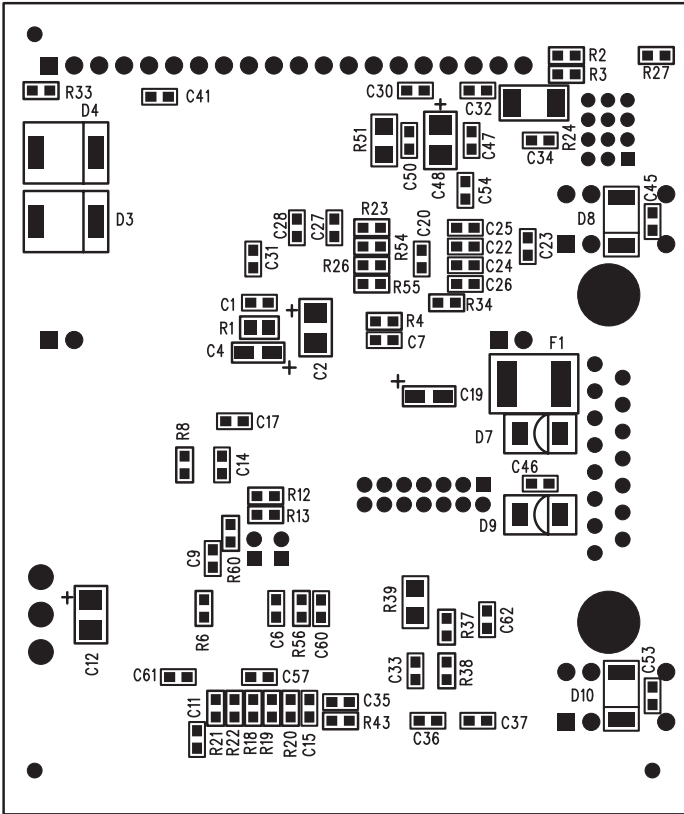 R2
R3
R27
R33
C41
C30
C32
D4
R51
C50
C48
C47
C34
R24
C54
D3
C28
C27
R23
R54
R26
R55
C20
C25
C22
C24
C26
C23
D8
C45
C31
C1
R1
C4
C2
R34
R4
C7
F1
C19
D7
C17
R8
C14
C46
R12
R13
D9
C9
R60
R39
R37
C62
R6
C6
R56
C60
C12
C33
R38
C61
C57
C53
D10
C11
R21
R22
R18
R19
R20
C15
C35
R43
C36
C37
+
+
+
+
+